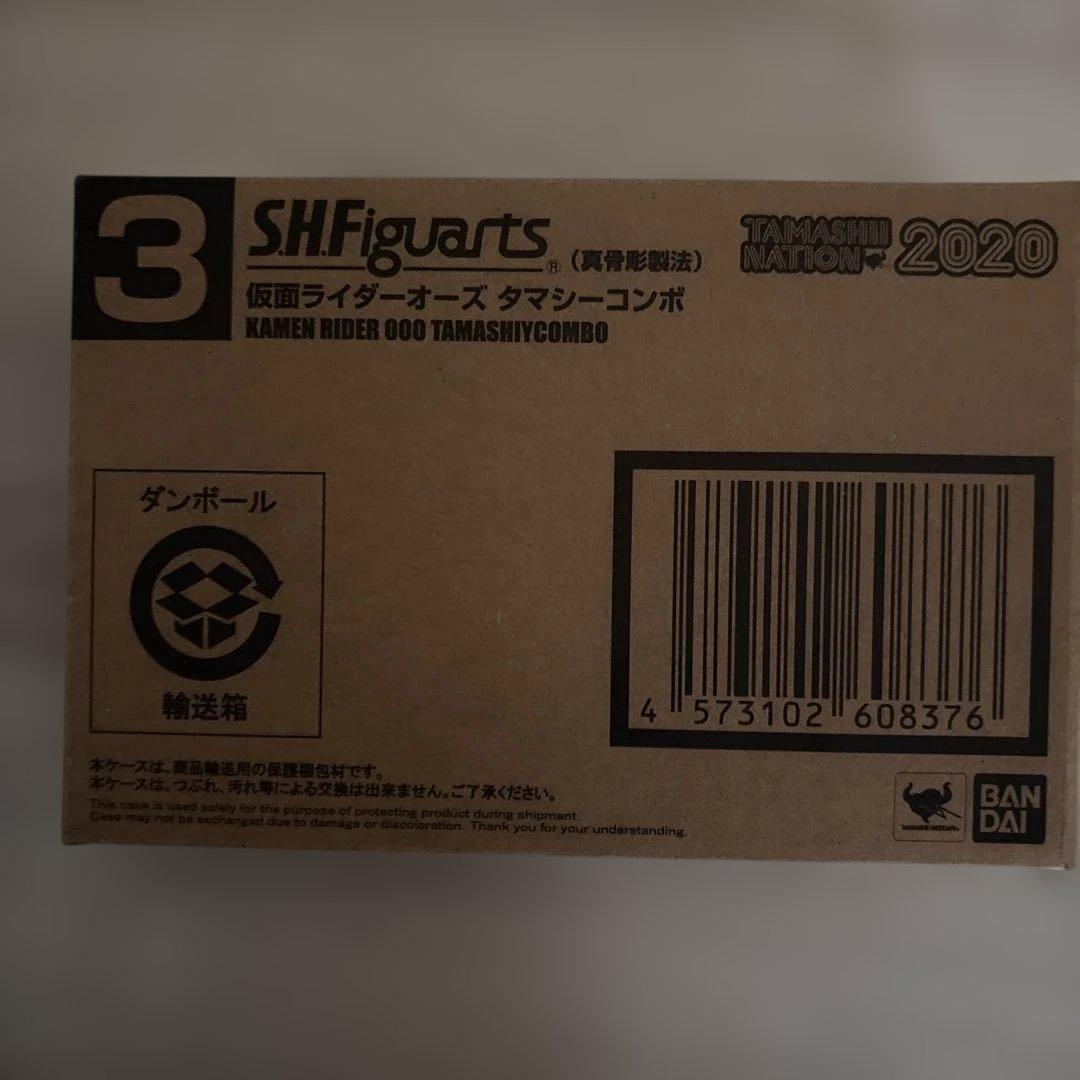 3
S.H.Figuarts®
(真骨彫製法)
TAMASHII
NATION
2020
仮面ライダーオーズ タマシーコンボ
KAMEN RIDER OOO TAMASHIYCOMBO
ダンボール
輸送箱
4 573102 608376
本ケースは、商品輸送用の保護梱包材です。
本ケースは、つぶれ、汚れ等による交換は出来ません。ご了承ください。
This case is used solely for the purpose of protecting product during shipment.
Case may not be exchanged due to damage or discoloration. Thank you for your understanding.
TAMASHII NATIONS
BAN
DAI